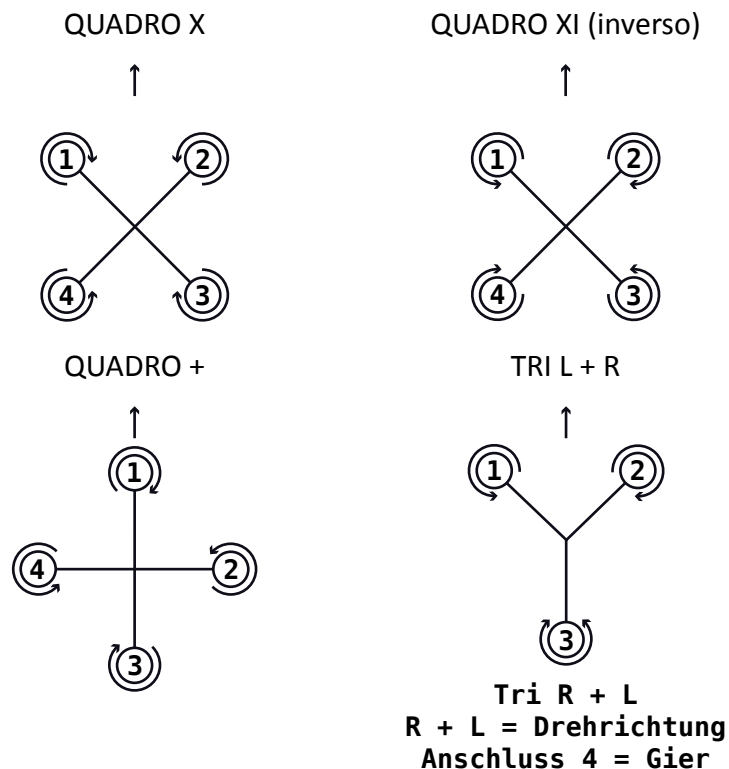 QUADRO X
QUADRO XI (inverso)
1
2
1
2
4
3
4
3
QUADRO +
TRI L + R
1
1
2
4
2
3
3
Tri R + L
R + L = Drehrichtung
Anschluss 4 = Gier